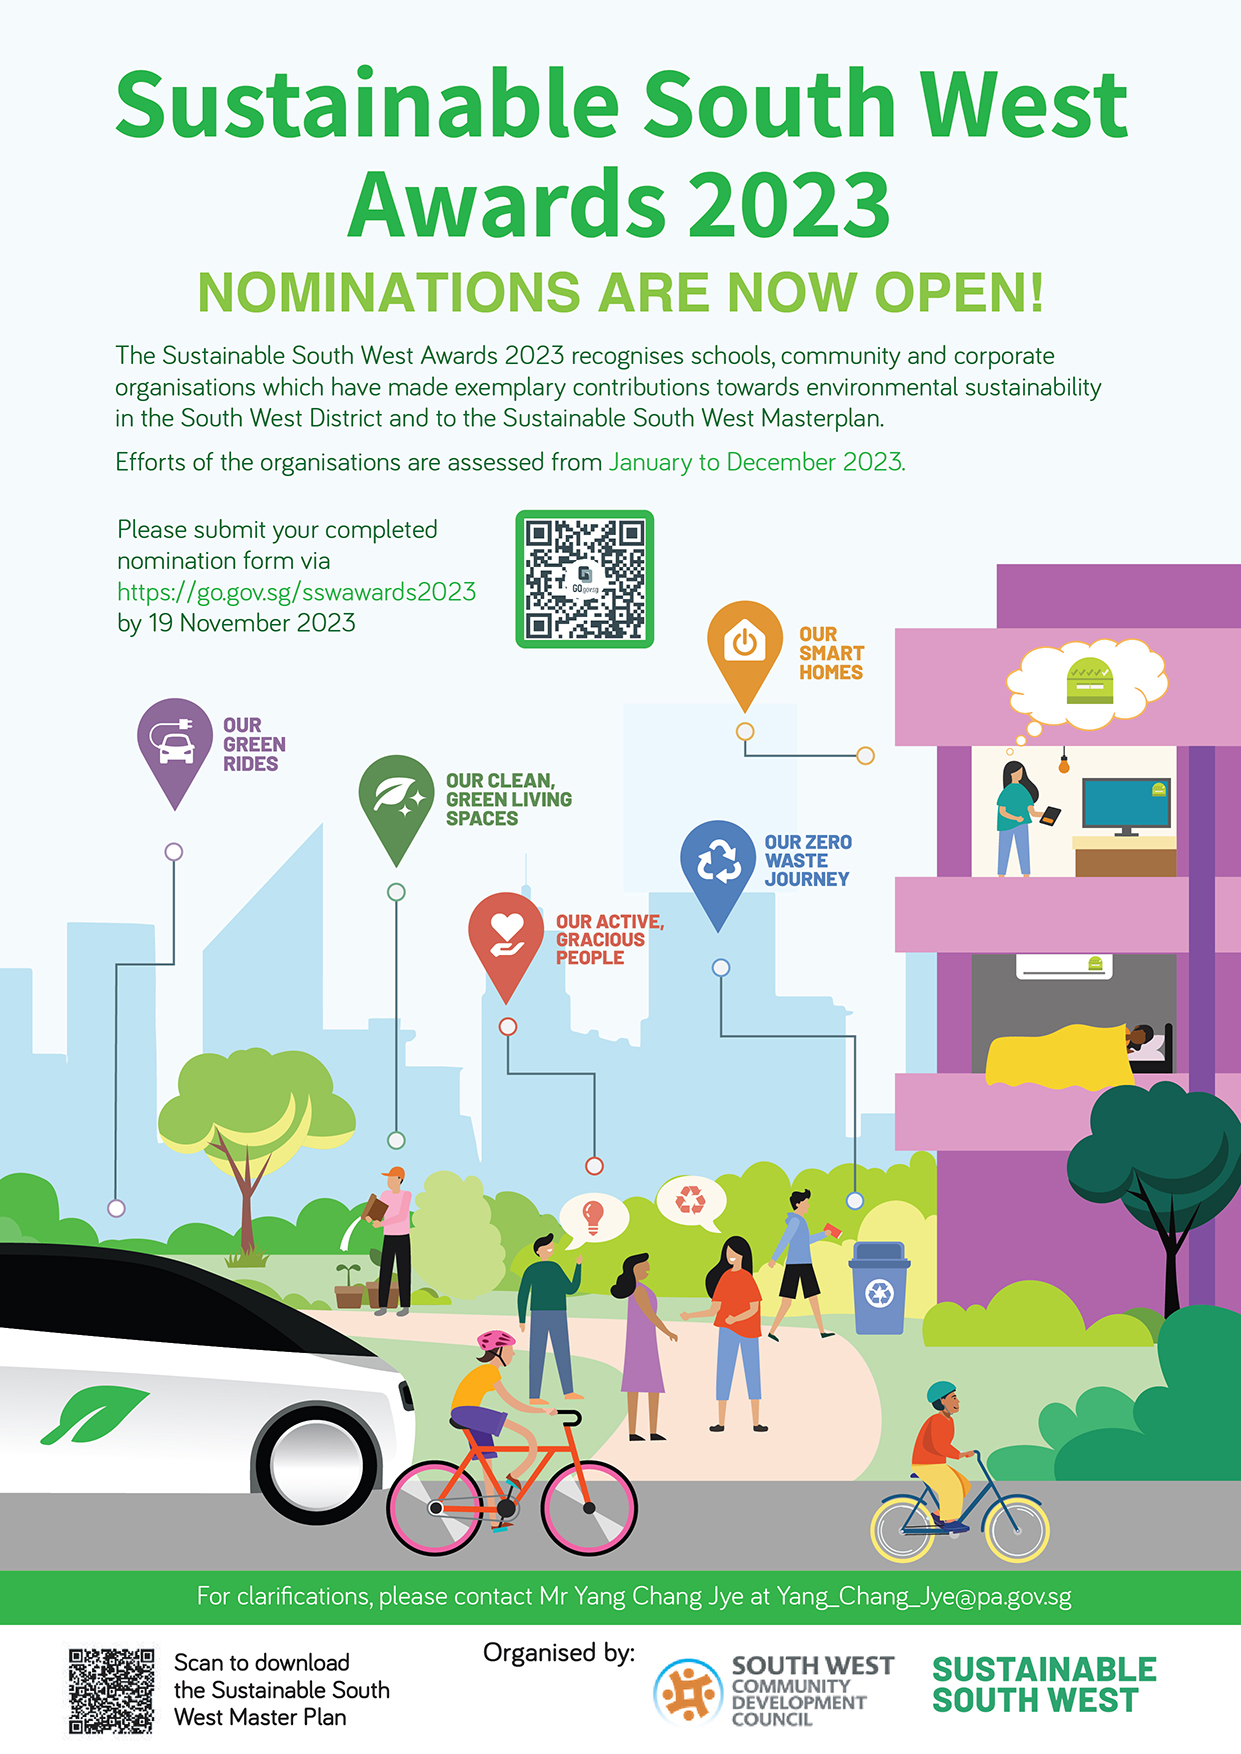 Sustainable South West
Awards 2023
NOMINATIONS ARE NOW OPEN!
The Sustainable South West Awards 2023 recognises schools, community and corporate
organisations which have made exemplary contributions towards environmental sustainability
in the South West District and to the Sustainable South West Masterplan.
Efforts of the organisations are assessed from January to December 2023.
Please submit your completed
nomination form via
https://go.gov.sg/sswawards2023
by 19 November 2023
GOgov.sg
OUR
SMART
HOMES
OUR
GREEN
RIDES
OUR CLEAN,
GREEN LIVING
SPACES
OUR ZERO
WASTE
JOURNEY
OUR ACTIVE,
GRACIOUS
PEOPLE
For clarifications, please contact Mr Yang Chang Jye at Yang_Chang_Jye@pa.gov.sg
Scan to download
the Sustainable South
West Master Plan
Organised by:
SOUTH WEST
COMMUNITY
DEVELOPMENT
COUNCIL
SUSTAINABLE
SOUTH WEST